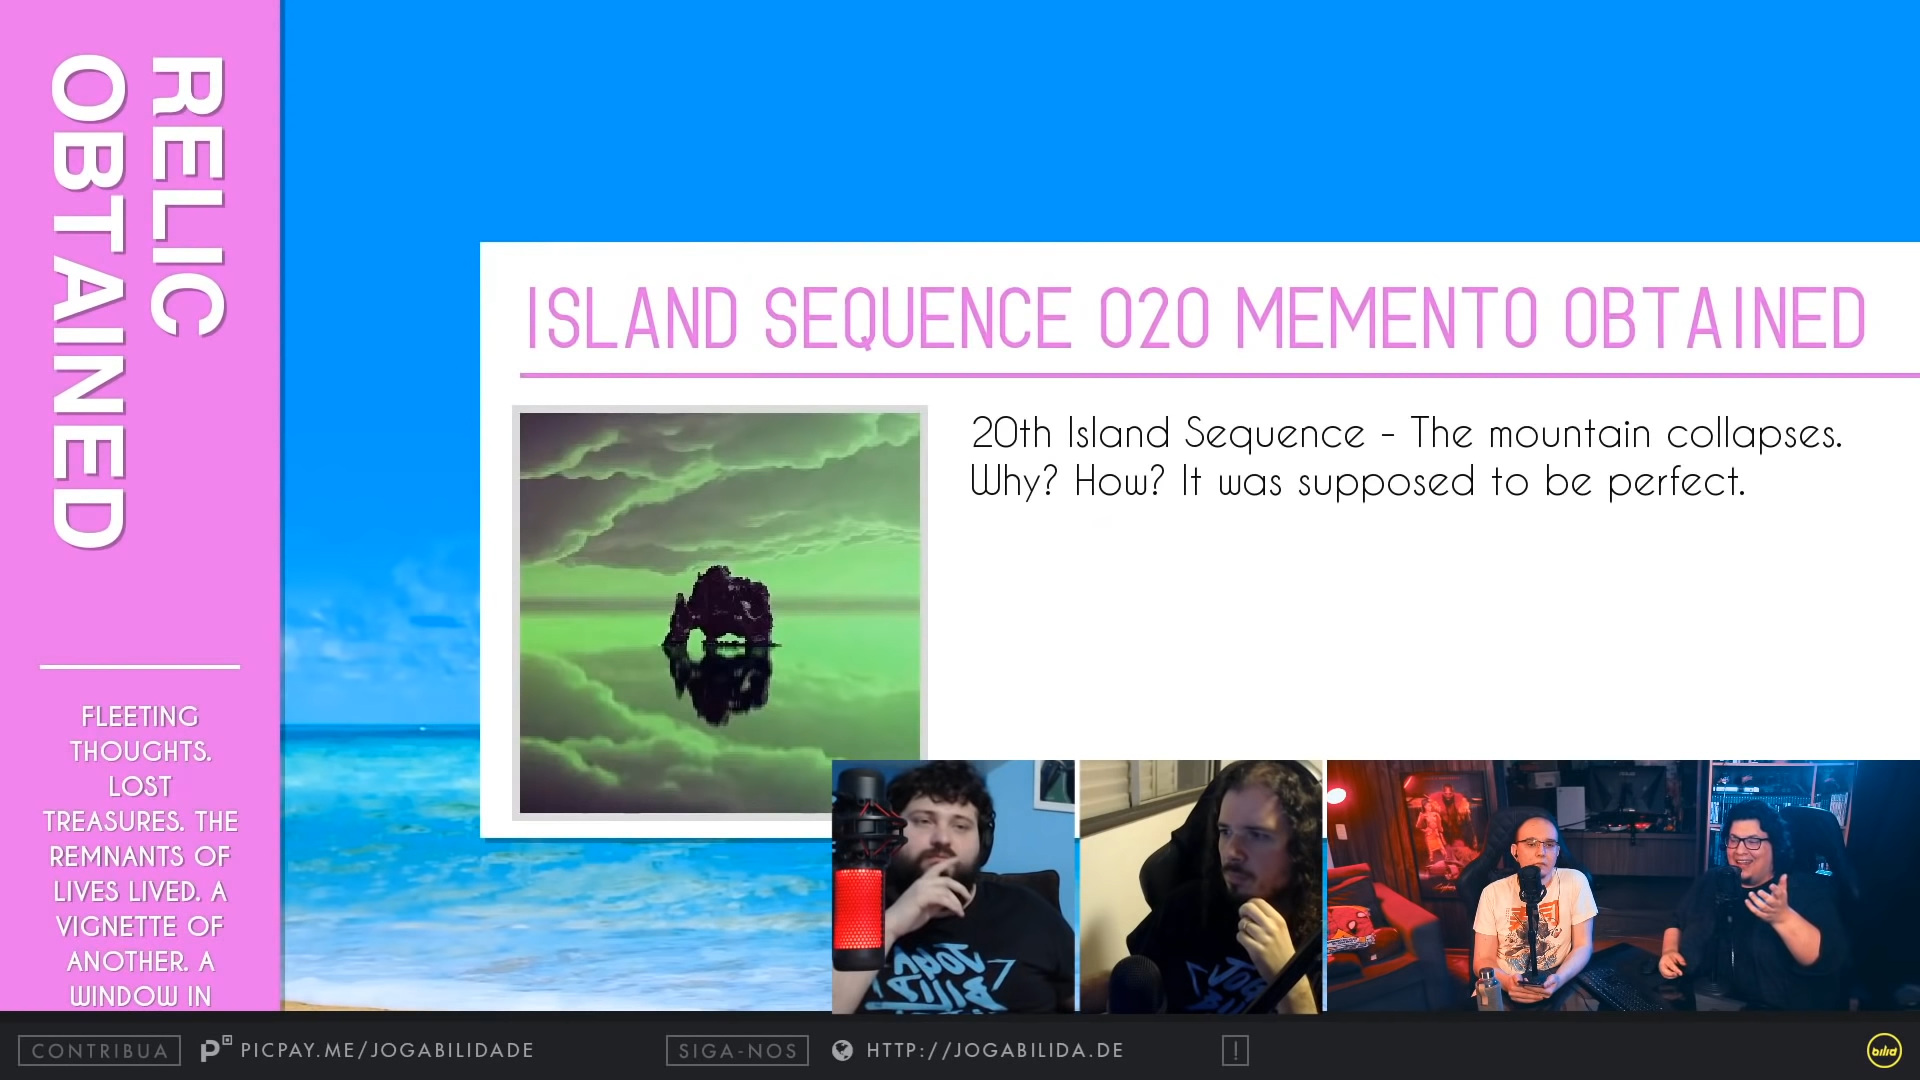 RELIC
OBTAINED
FLEETING
THOUGHTS.
LOST
TREASURES. THE
REMNANTS OF
LIVES LIVED. A
VIGNETTE OF
ANOTHER. A
WINDOW IN
ISLAND SEQUENCE 020 MEMENTO OBTAINED
20th Island Sequence - The mountain collapses.
Why? How? It was supposed to be perfect.
CONTRIBUA
PICPAY.ME/JOGABILIDADE
SIGA-NOS
HTTP://JOGABILIDA.DE
!
bilid